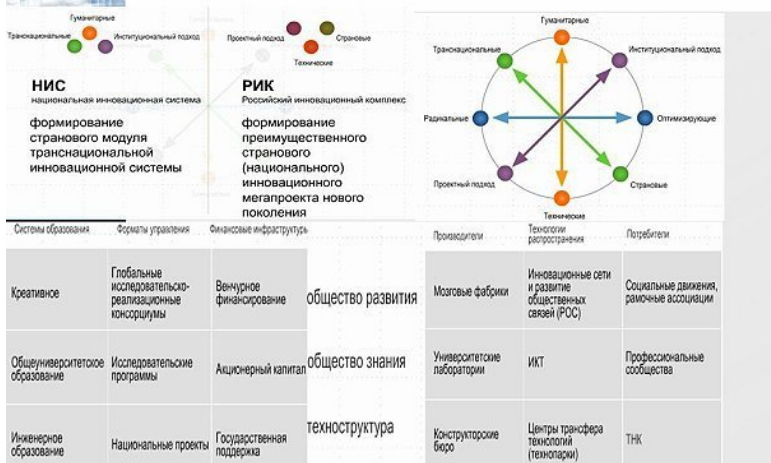 Гуманитарные
Транснациональные
Институциональный подход
НИС
национальная инновационная система
формирование
странового модуля
транснациональной
инновационной системы
Проектный подход
Страновые
Технические
РИК
Российский инновационный комплекс
формирование
преимущественного
странового
(национального)
инновационного
мегапроекта нового
поколения
Гуманитарные
Транснациональные
Институциональный подход
Радикальные
Оптимизирующие
Проектный подход
Страновые
Технические
Системы образования
Форматы управления
Финансовые инфраструктуры
Креативное
Глобальные
исследовательско-
реализационные
консорциумы
Венчурное
финансирование
общество развития
Общеуниверситетское
образование
Исследовательские
программы
Акционерный капитал
общество знания
Инженерное
образование
Национальные проекты
Государственная
поддержка
техноструктура
Производители
Технологии
распространения
Потребители
Мозговые фабрики
Инновационные сети
и развитие
общественных
связей (РОС)
Социальные движения,
рамочные ассоциации
Университетские
лаборатории
ИКТ
Профессиональные
сообщества
Конструкторские
бюро
Центры трансфера
технологий
(технопарки)
ТНК